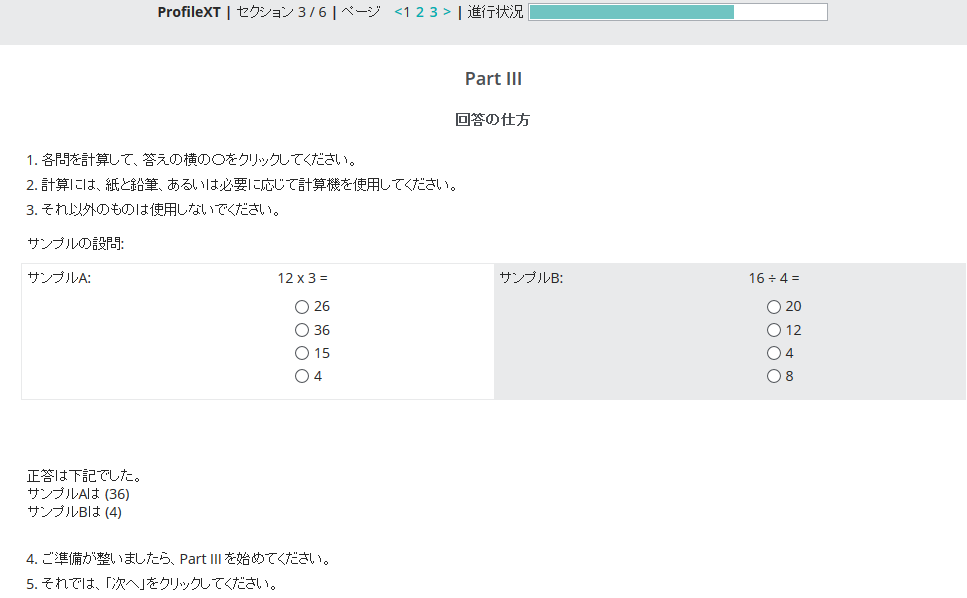 ProfileXT | セクション 3 / 6 | ページ <1 2 3 > | 進行状況
Part III
回答の仕方
1. 各問を計算して、答えの横の〇をクリックしてください。
2. 計算には、紙と鉛筆、あるいは必要に応じて計算機を使用してください。
3. それ以外のものは使用しないでください。
サンプルの設問:
サンプルA: 12 x 3 =
26
36
15
4
サンプルB: 16 ÷ 4 =
20
12
4
8
正答は下記でした。
サンプルAは (36)
サンプルBは (4)
4. ご準備が整いましたら、Part III を始めてください。
5. それでは、「次へ」をクリックしてください。